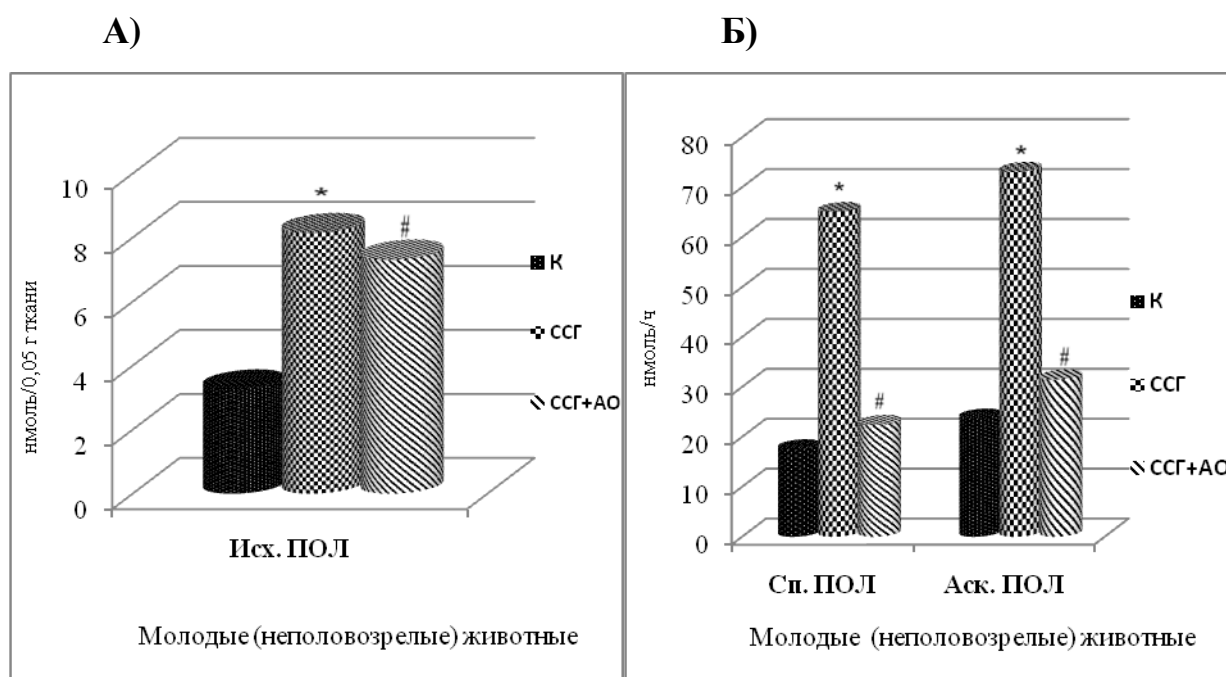 А)
Б)
10
8
6
4
2
0
нмоль/0,05 г ткани
*
#
К
ССГ
ССГ+АО
Исх. ПОЛ
Молодые (неполовозрелые) животные
80
70
60
50
40
30
20
10
0
нмоль/ч
*
#
*
#
К
ССГ
ССГ+АО
Сп. ПОЛ
Аск. ПОЛ
Молодые (неполовозрелые) животные